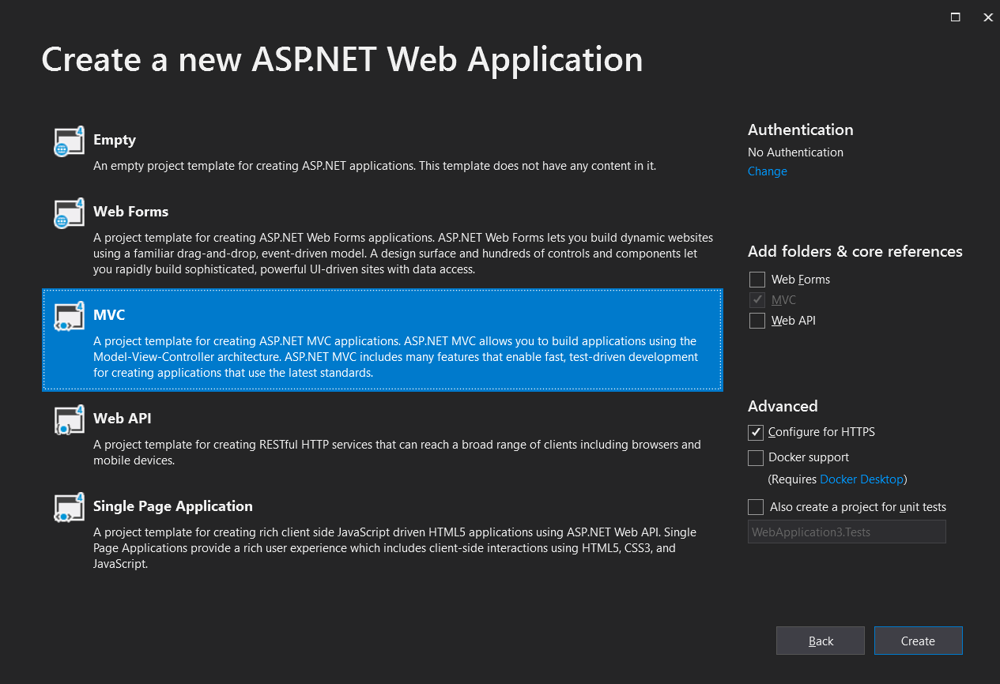 Create a new ASP.NET Web Application
Empty
An empty project template for creating ASP.NET applications. This template does not have any content in it.
Web Forms
A project template for creating ASP.NET Web Forms applications. ASP.NET Web Forms lets you build dynamic websites
using a familiar drag-and-drop, event-driven model. A design surface and hundreds of controls and components let
you rapidly build sophisticated, powerful UI-driven sites with data access.
MVC
A project template for creating ASP.NET MVC applications. ASP.NET MVC allows you to build applications using the
Model-View-Controller architecture. ASP.NET MVC includes many features that enable fast, test-driven development
for creating applications that use the latest standards.
Web API
A project template for creating RESTful HTTP services that can reach a broad range of clients including browsers and
mobile devices.
Single Page Application
A project template for creating rich client side JavaScript driven HTML5 applications using ASP.NET Web API. Single
Page Applications provide a rich user experience which includes client-side interactions using HTML5, CSS3, and
JavaScript.
Authentication
No Authentication
Change
Add folders & core references
Web Forms
MVC
Web API
Advanced
Configure for HTTPS
Docker support
(Requires Docker Desktop)
Also create a project for unit tests
WebApplication3.Tests
Back
Create